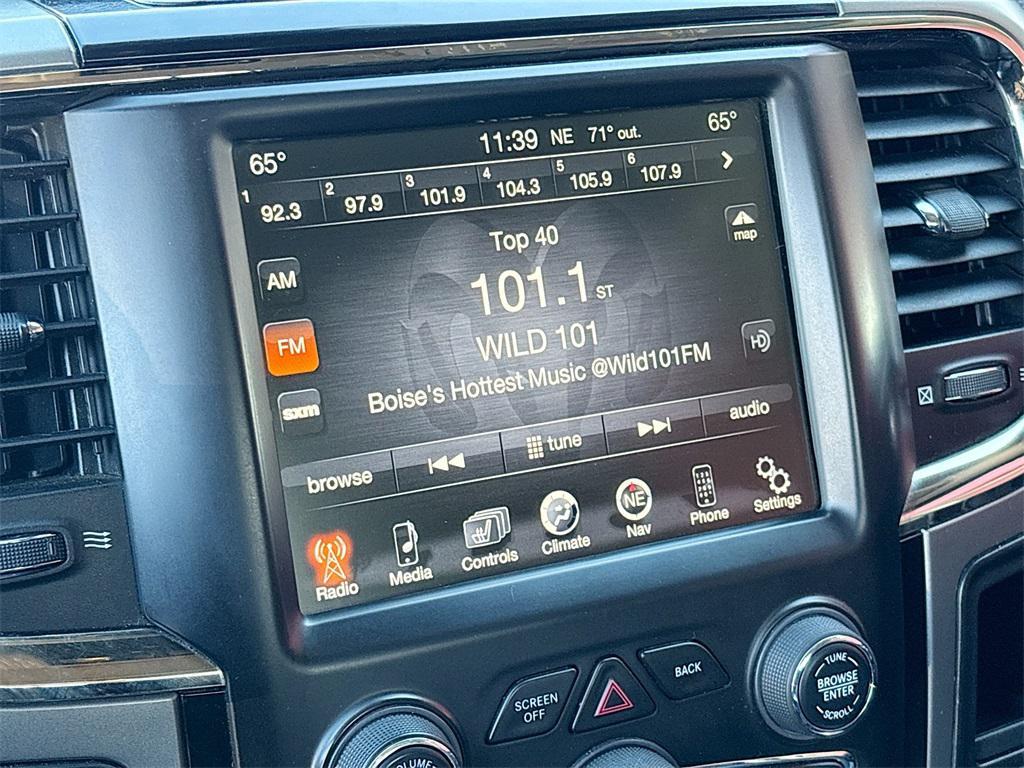 65° 11:39 NE 71° out. 65°
1 92.3 2 97.9 3 101.9 4 104.3 5 105.9 6 107.9
map
Top 40
AM
101.1 ST
FM
WILD 101
HD
Boise's Hottest Music @Wild101FM
sxm
browse tune audio
NE
Radio Media Controls Climate Nav Phone Settings
SCREEN
OFF
BACK
TUNE
BROWSE
ENTER
SCROLL
VOLUME